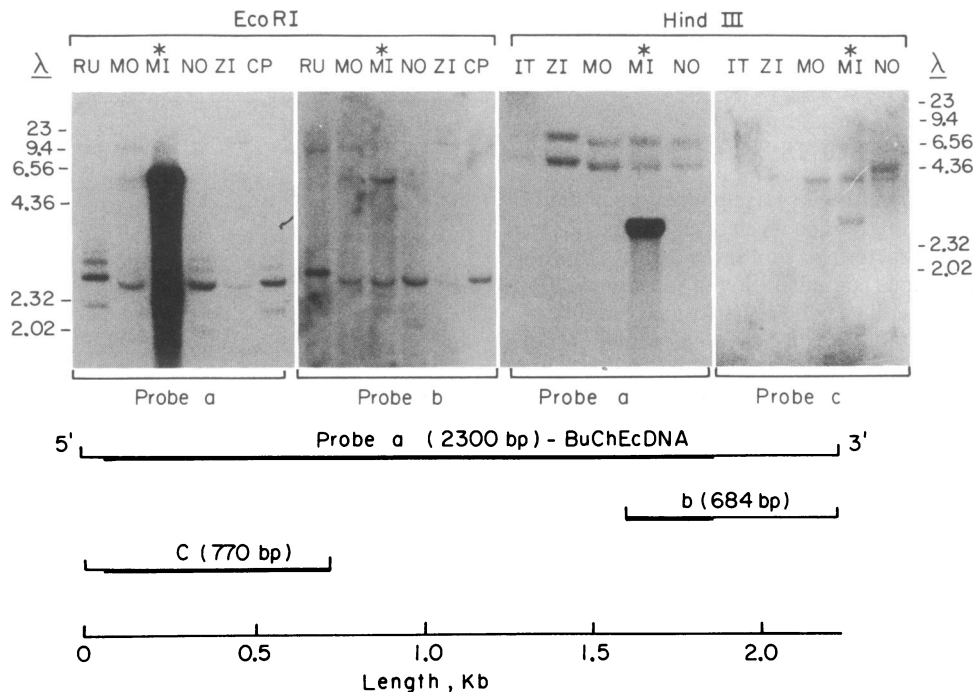 EcoRI Hind III
* * * *
λ RU MO MI NO ZI CP RU MO MI NO ZI CP IT ZI MO MI NO IT ZI MO MI NO λ
23 -
9.4 -
6.56 -
4.36 -
2.32 -
2.02 -
- 23
- 9.4
- 6.56
- 4.36
- 2.32
- 2.02
Probe a Probe b Probe a Probe c
5' Probe a (2300 bp) - BuChEcDNA 3'
b (684 bp)
C (770 bp)
0 0.5 1.0 1.5 2.0
Length, Kb